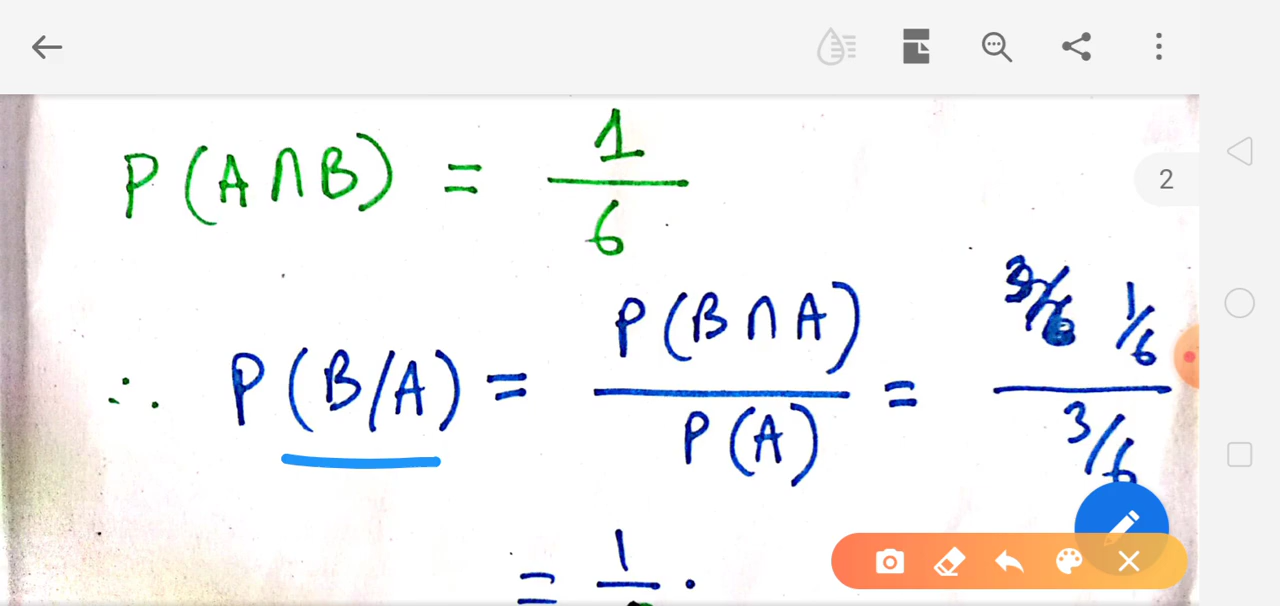 2
P(A∩B) = 1/6
∴ P(B/A) = P(B∩A)/P(A) = 1/6 / 3/6
= 1